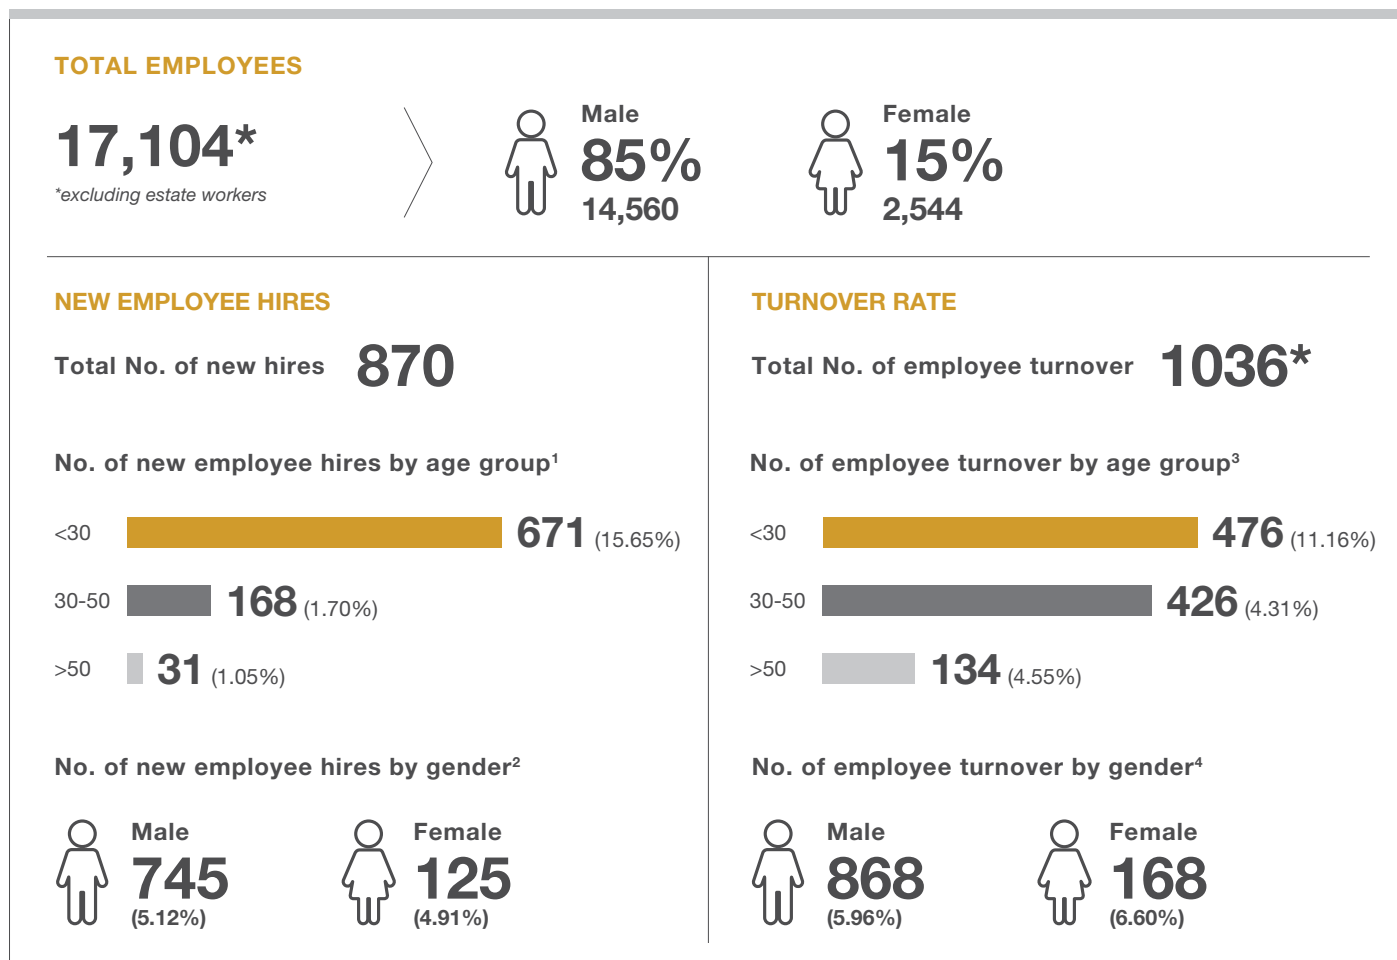 TOTAL EMPLOYEES
17,104*
*excluding estate workers
Male
85%
14,560
Female
15%
2,544
NEW EMPLOYEE HIRES
Total No. of new hires 870
No. of new employee hires by age group¹
<30 671 (15.65%)
30-50 168 (1.70%)
>50 31 (1.05%)
No. of new employee hires by gender²
Male
745
(5.12%)
Female
125
(4.91%)
TURNOVER RATE
Total No. of employee turnover 1036*
No. of employee turnover by age group³
<30 476 (11.16%)
30-50 426 (4.31%)
>50 134 (4.55%)
No. of employee turnover by gender⁴
Male
868
(5.96%)
Female
168
(6.60%)